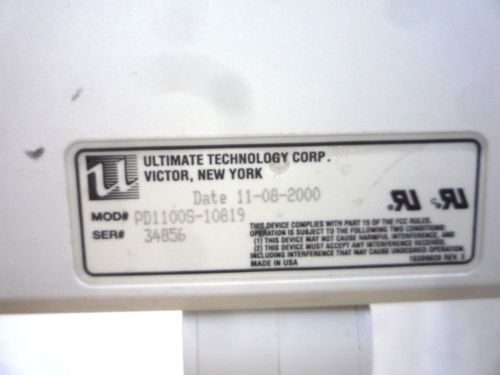 ULTIMATE TECHNOLOGY CORP.
VICTOR, NEW YORK
Date 11-08-2000
MOD# PD1100S-10819
SER# 34856
THIS DEVICE COMPLIES WITH PART 15 OF THE FCC RULES.
OPERATION IS SUBJECT TO THE FOLLOWING TWO CONDITIONS:
(1) THIS DEVICE MAY NOT CAUSE HARMFUL INTERFERENCE, AND
(2) THIS DEVICE MUST ACCEPT ANY INTERFERENCE RECEIVED,
INCLUDING INTERFERENCE THAT MAY CAUSE UNDESIRED OPERATION.
MADE IN USA